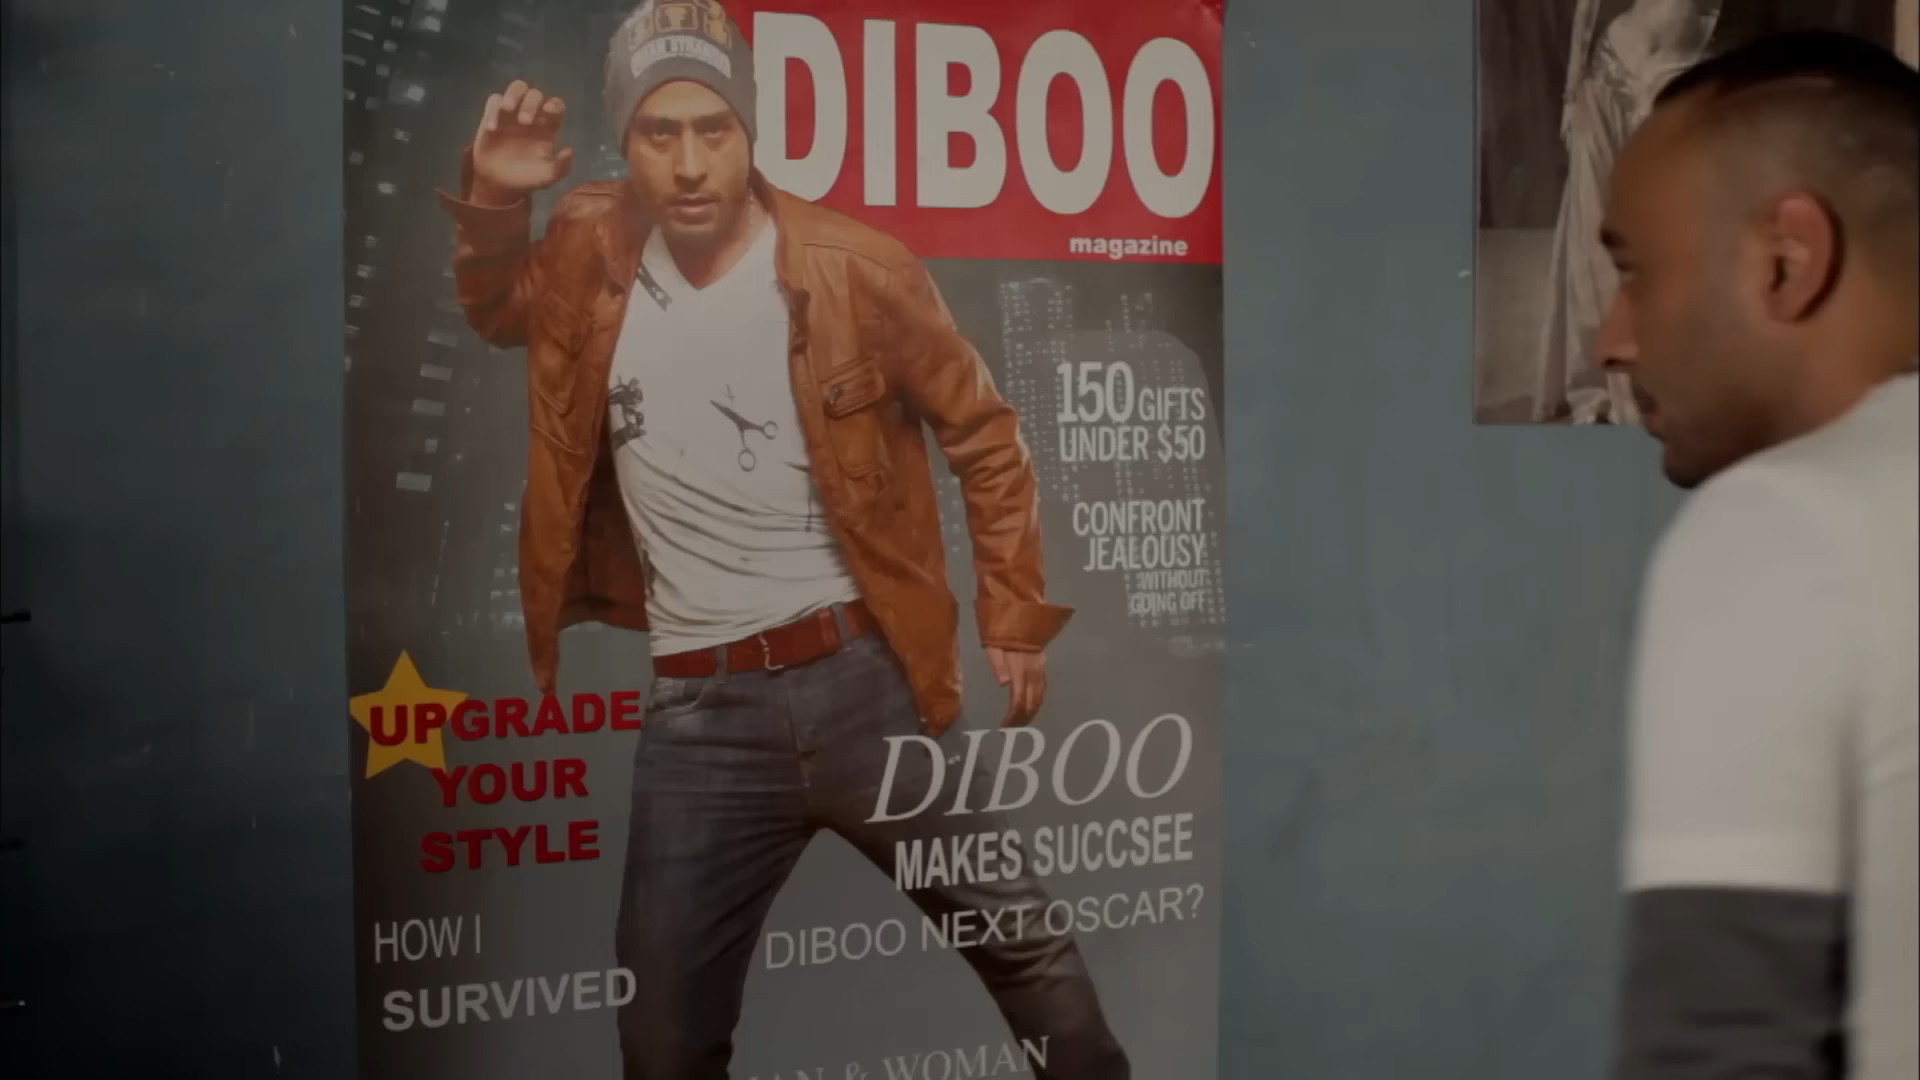 DIBOO
magazine
150 GIFTS
UNDER $50
CONFRONT
JEALOUSY
WITHOUT
GOING OFF
UPGRADE
YOUR
STYLE
HOW I
SURVIVED
DIBOO
MAKES SUCCSEE
DIBOO NEXT OSCAR?
& WOMAN